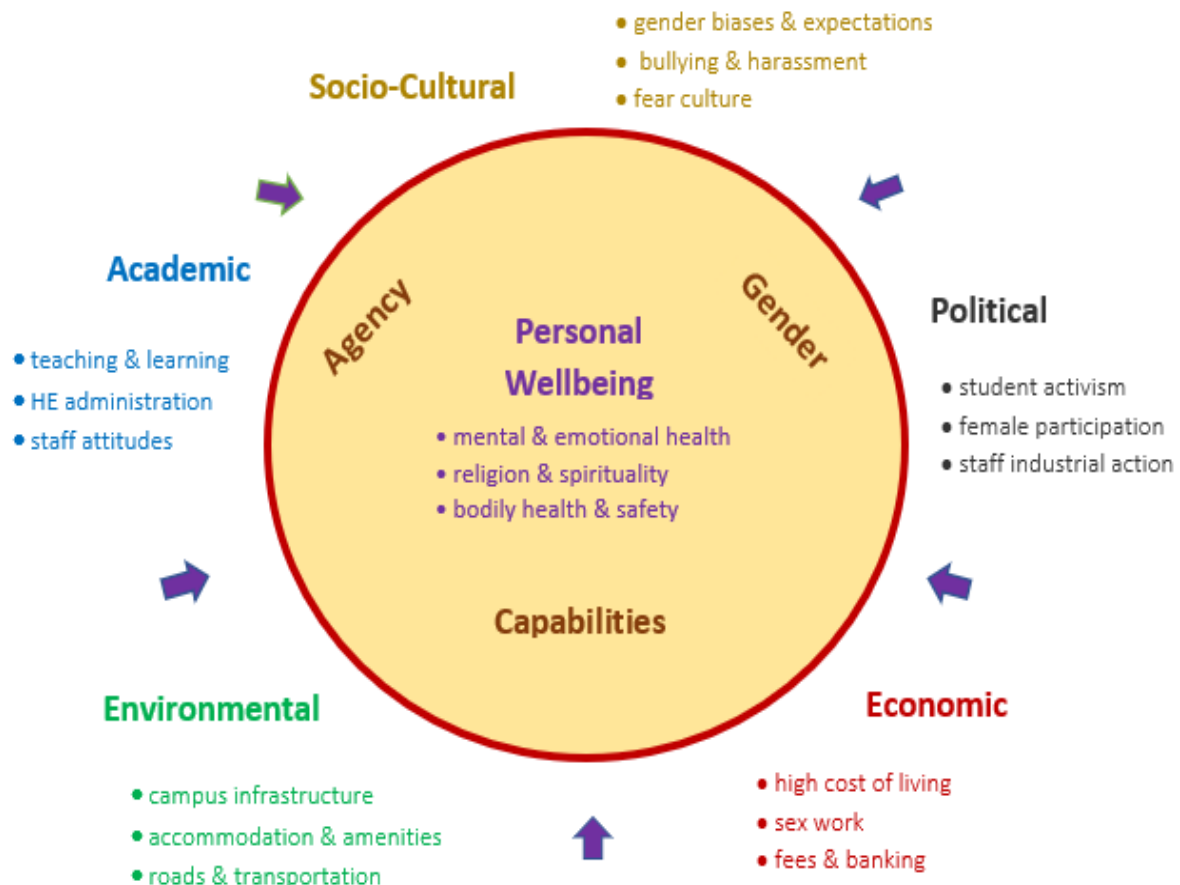 Socio-Cultural
• gender biases & expectations
• bullying & harassment
• fear culture
Academic
• teaching & learning
• HE administration
• staff attitudes
Agency
Gender
Personal
Wellbeing
• mental & emotional health
• religion & spirituality
• bodily health & safety
Capabilities
Political
• student activism
• female participation
• staff industrial action
Environmental
• campus infrastructure
• accommodation & amenities
• roads & transportation
Economic
• high cost of living
• sex work
• fees & banking